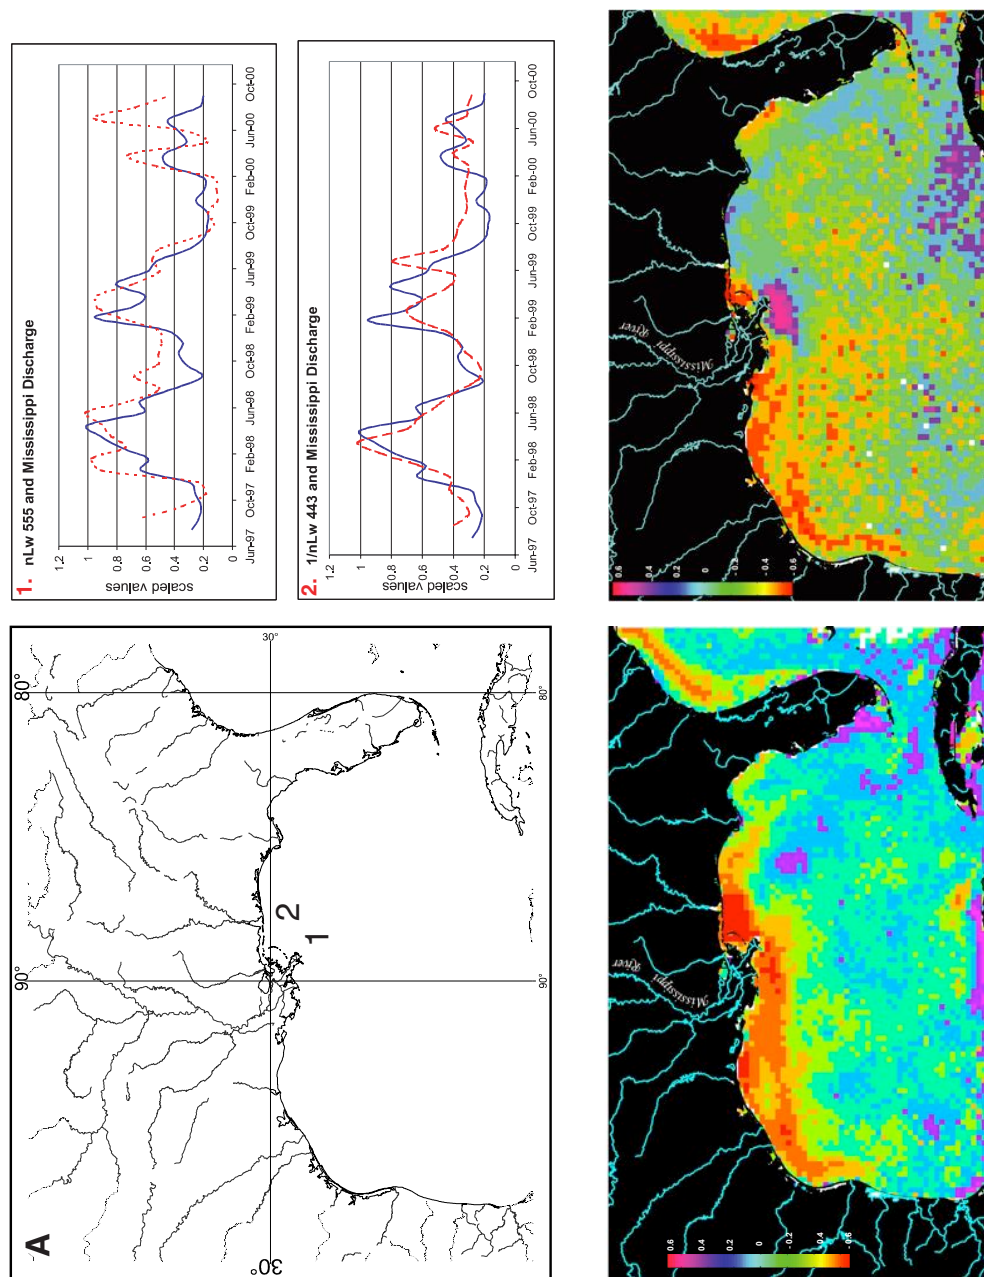 A
90°
80°
30°
30°
90°
80°
1
2
1. nLw 555 and Mississippi Discharge
scaled values
1.2
1
0.8
0.6
0.4
0.2
0
Jun-97
Oct-97
Feb-98
Jun-98
Oct-98
Feb-99
Jun-99
Oct-99
Feb-00
Jun-00
Oct-00
2. 1/nLw 443 and Mississippi Discharge
scaled values
1.2
1
0.8
0.6
0.4
0.2
0
Jun-97
Oct-97
Feb-98
Jun-98
Oct-98
Feb-99
Jun-99
Oct-99
Feb-00
Jun-00
Oct-00
Mississippi
River
0.6
0.4
0.2
0
- 0.2
- 0.4
- 0.6
Mississippi
River
0.6
0.4
0.2
0
- 0.2
- 0.4
- 0.6